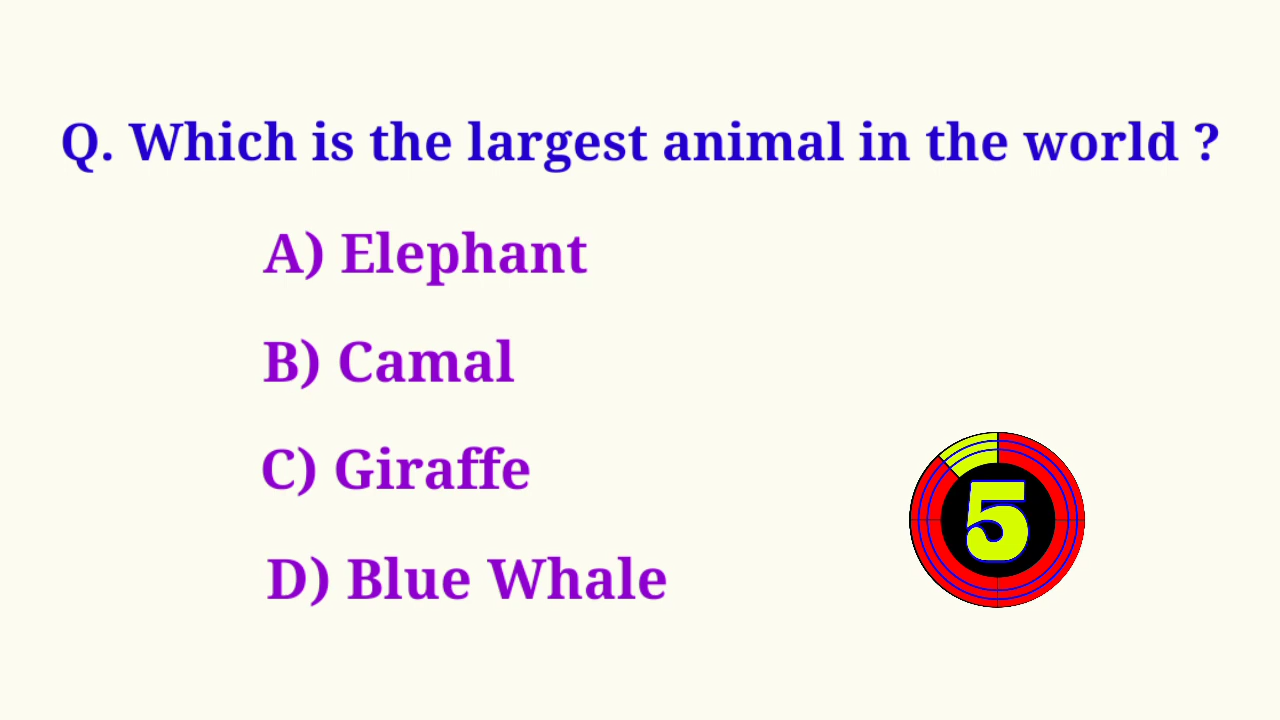 Q. Which is the largest animal in the world ?
A) Elephant
B) Camal
C) Giraffe
D) Blue Whale
5